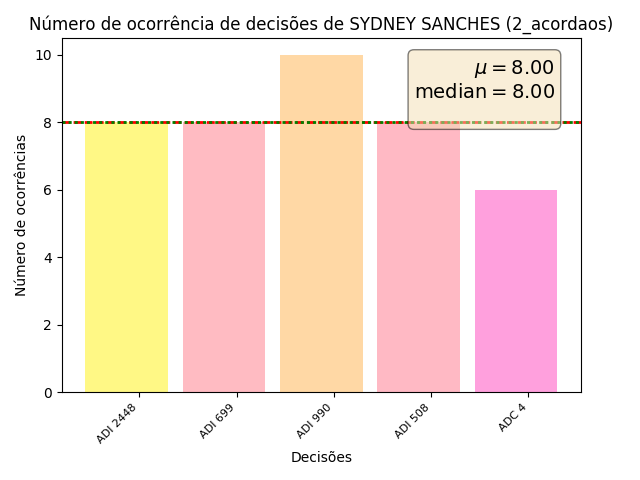 Número de ocorrência de decisões de SYDNEY SANCHES (2_acordaos)
μ = 8.00
median = 8.00
Número de ocorrências
10
8
6
4
2
0
ADI 2448
ADI 699
ADI 990
ADI 508
ADC 4
Decisões